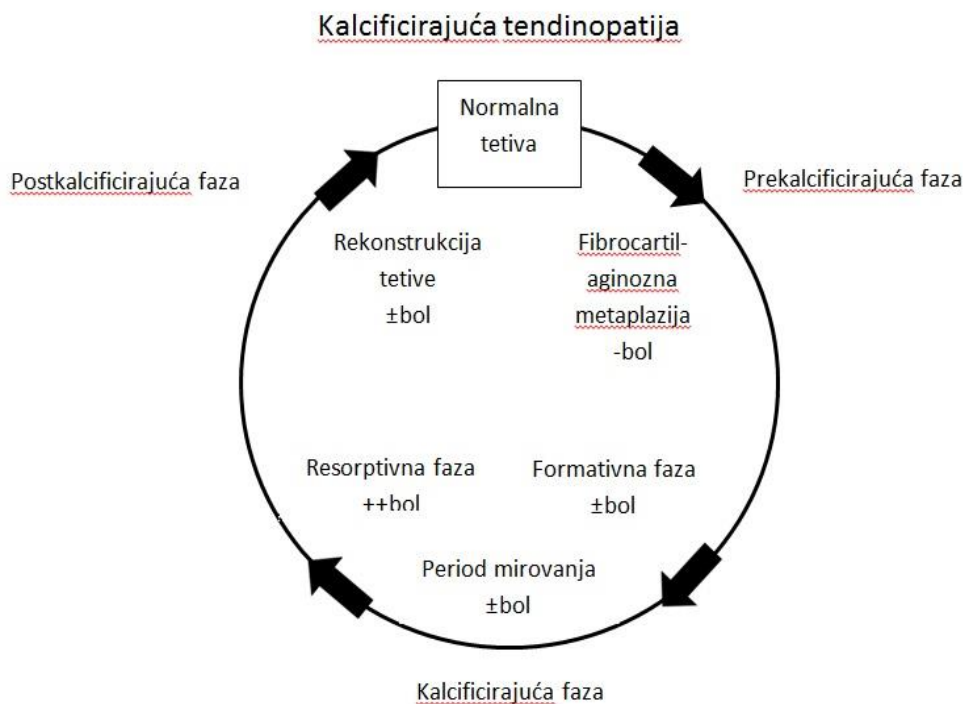 Kalcificirajuća tendinopatija
Normalna
tetiva
Postkalcificirajuća faza
Prekalcificirajuća faza
Rekonstrukcija
tetive
±bol
Fibrocartil-
aginozna
metaplazija
-bol
Resorptivna faza
++bol
Formativna faza
±bol
Period mirovanja
±bol
Kalcificirajuća faza